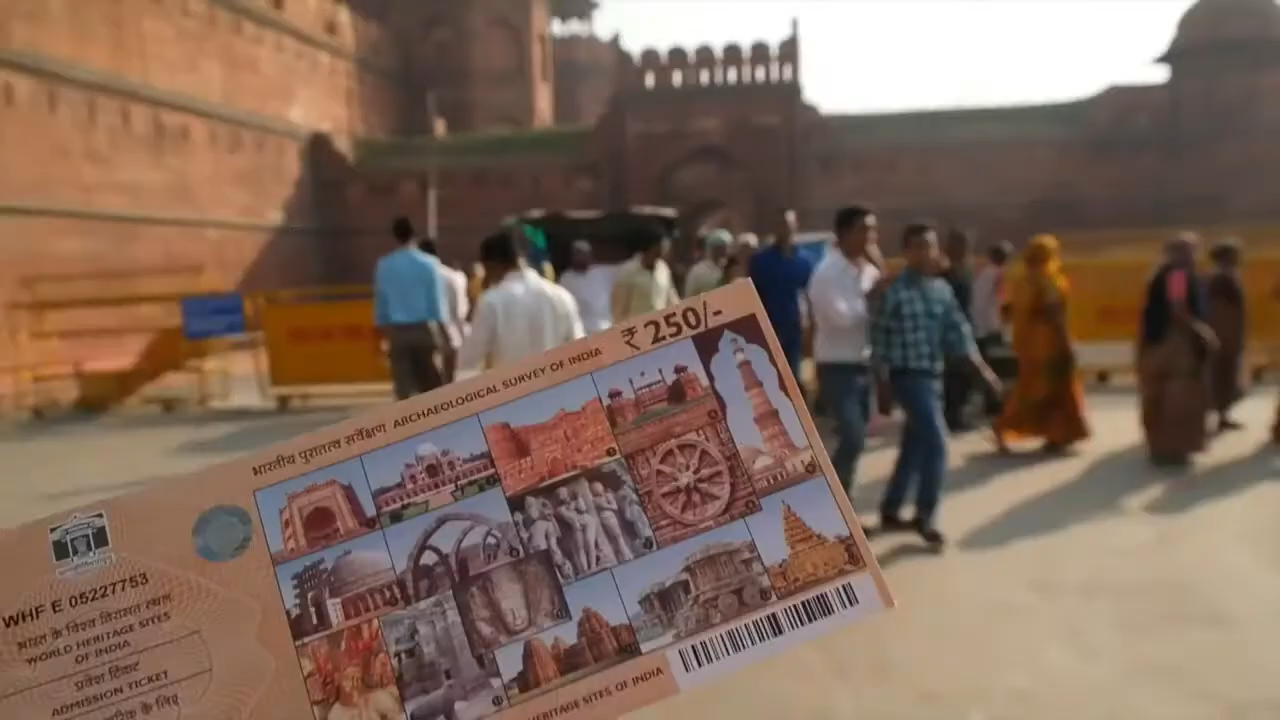 ₹ 250/-
भारतीय पुरातत्व सर्वेक्षण ARCHAEOLOGICAL SURVEY OF INDIA
WHF E 05227753
भारत के विश्व विरासत स्थल
WORLD HERITAGE SITES
OF INDIA
प्रवेश टिकट
ADMISSION TICKET
के लिए
HERITAGE SITES OF INDIA